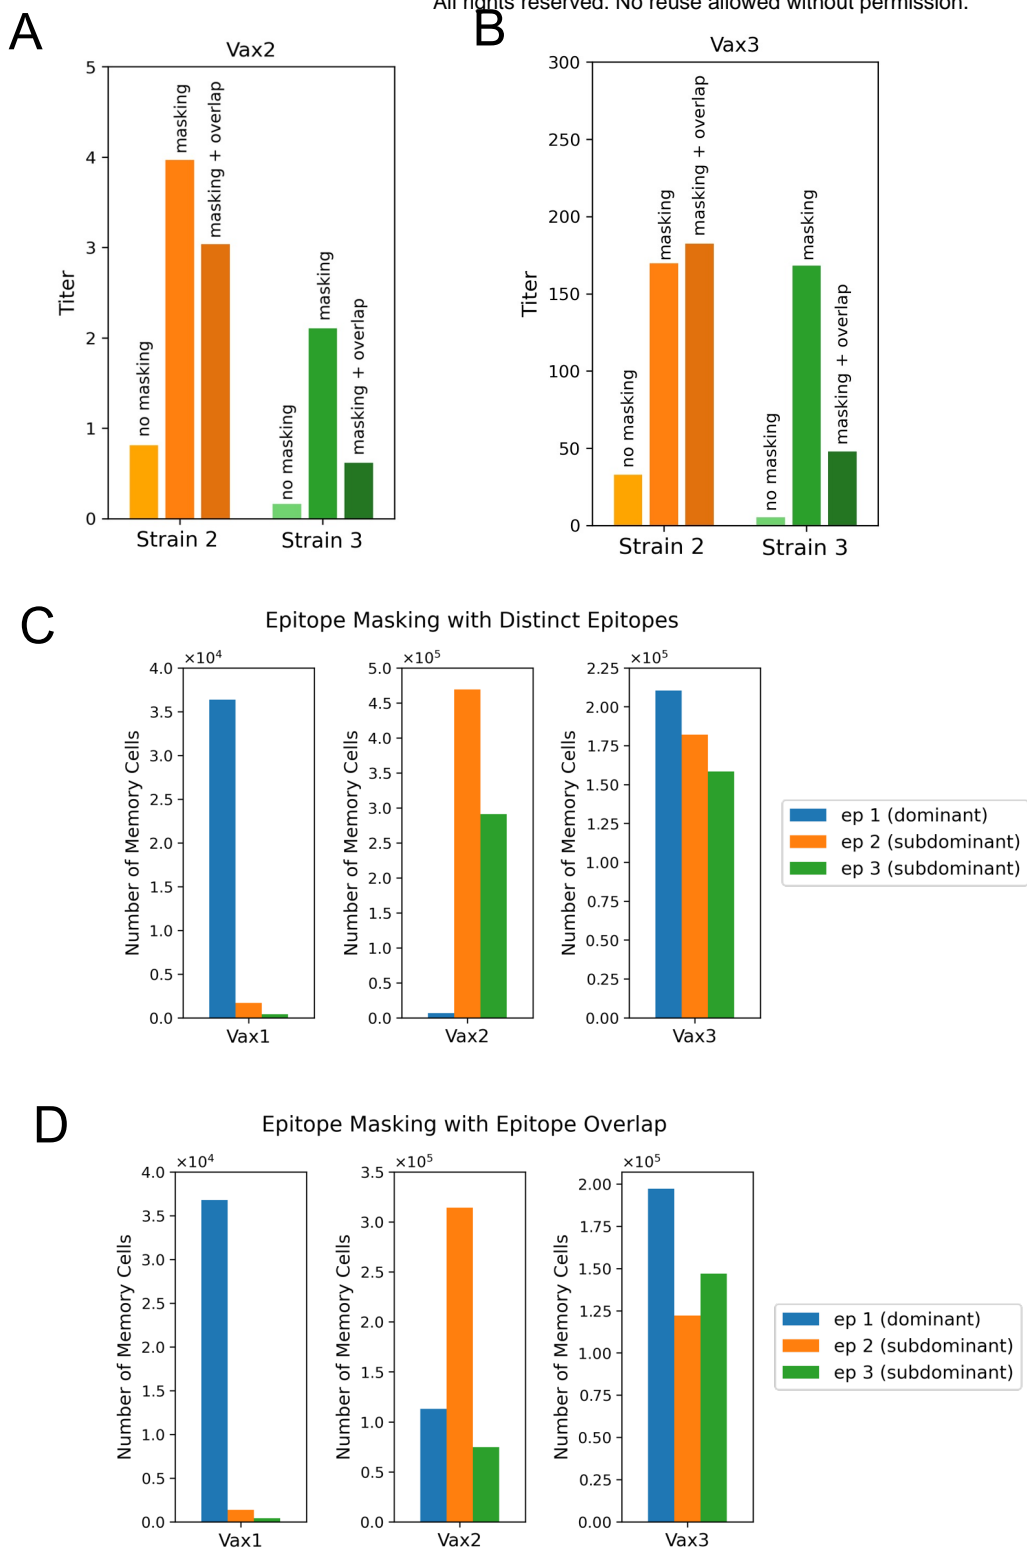 All rights reserved. No reuse allowed without permission.
A
Vax2
5
4
3
2
1
0
Titer
no masking
masking
masking + overlap
no masking
masking
masking + overlap
Strain 2
Strain 3
B
Vax3
300
250
200
150
100
50
0
Titer
no masking
masking
masking + overlap
no masking
masking
masking + overlap
Strain 2
Strain 3
C
Epitope Masking with Distinct Epitopes
×10⁴
4.0
3.5
3.0
2.5
2.0
1.5
1.0
0.5
0.0
Number of Memory Cells
Vax1
×10⁵
5.0
4.5
4.0
3.5
3.0
2.5
2.0
1.5
1.0
0.5
0.0
Number of Memory Cells
Vax2
×10⁵
2.25
2.00
1.75
1.50
1.25
1.00
0.75
0.50
0.25
0.00
Number of Memory Cells
Vax3
ep 1 (dominant)
ep 2 (subdominant)
ep 3 (subdominant)
D
Epitope Masking with Epitope Overlap
×10⁴
4.0
3.5
3.0
2.5
2.0
1.5
1.0
0.5
0.0
Number of Memory Cells
Vax1
×10⁵
3.5
3.0
2.5
2.0
1.5
1.0
0.5
0.0
Number of Memory Cells
Vax2
×10⁵
2.00
1.75
1.50
1.25
1.00
0.75
0.50
0.25
0.00
Number of Memory Cells
Vax3
ep 1 (dominant)
ep 2 (subdominant)
ep 3 (subdominant)